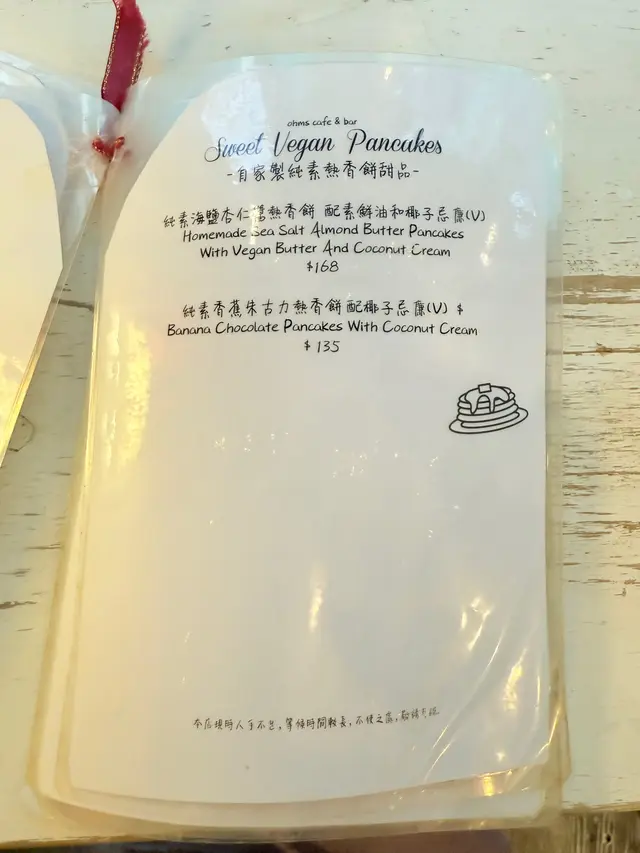 ohms cafe & bar
Sweet Vegan Pancakes
-自家製純素熱香餅甜品-
純素海鹽杏仁醬熱香餅 配素鮮油和椰子忌廉(V)
Homemade Sea Salt Almond Butter Pancakes
With Vegan Butter And Coconut Cream
$168
純素香蕉朱古力熱香餅配椰子忌廉(V) $
Banana Chocolate Pancakes With Coconut Cream
$ 135
本店現時人手不足，等候時間較長，不便之處，敬請見諒